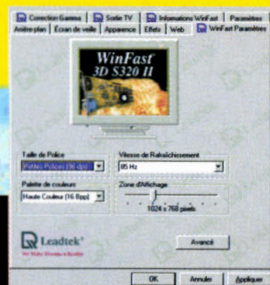 Correction Gamma Sortie TV Informations WinFast Paramètres
Arrière-plan Ecran de veille Apparence Effets Web WinFast Paramètres
WinFast
3D S320 II
Taille de Police
Petites Polices (96 dpi)
Vitesse de Rafraîchissement
85 Hz
Palette de couleurs
Haute Couleur (16 Bpp)
Zone d'Affichage
1024 x 768 pixels
Leadtek
Avancé
OK Annuler Appliquer